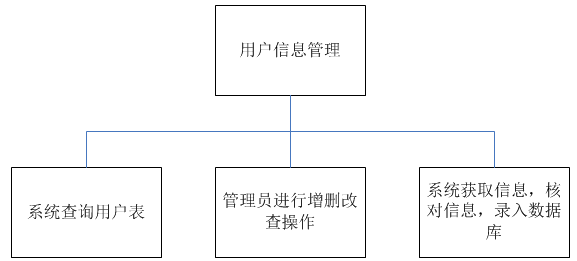 用户信息管理
系统查询用户表
管理员进行增删改
查操作
系统获取信息，核
对信息，录入数据
库